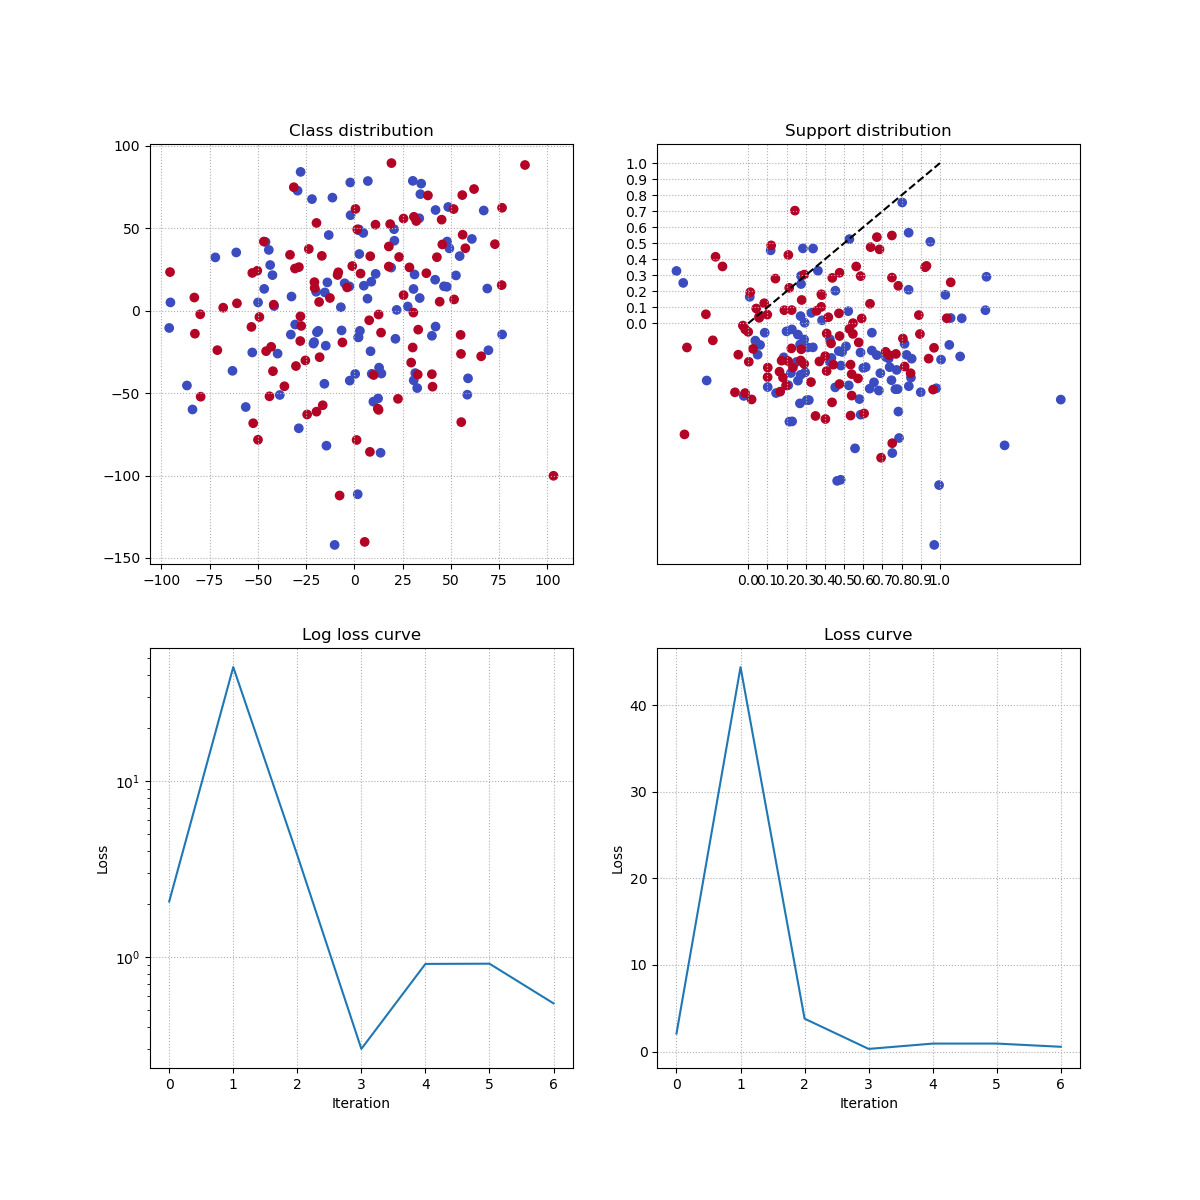 Class distribution
100
50
0
−50
−100
−150
−100 −75 −50 −25 0 25 50 75 100
Support distribution
1.0
0.9
0.8
0.7
0.6
0.5
0.4
0.3
0.2
0.1
0.0
0.0 0.1 0.2 0.3 0.4 0.5 0.6 0.7 0.8 0.9 1.0
Log loss curve
Loss
10¹
10⁰
0 1 2 3 4 5 6
Iteration
Loss curve
Loss
40
30
20
10
0
0 1 2 3 4 5 6
Iteration